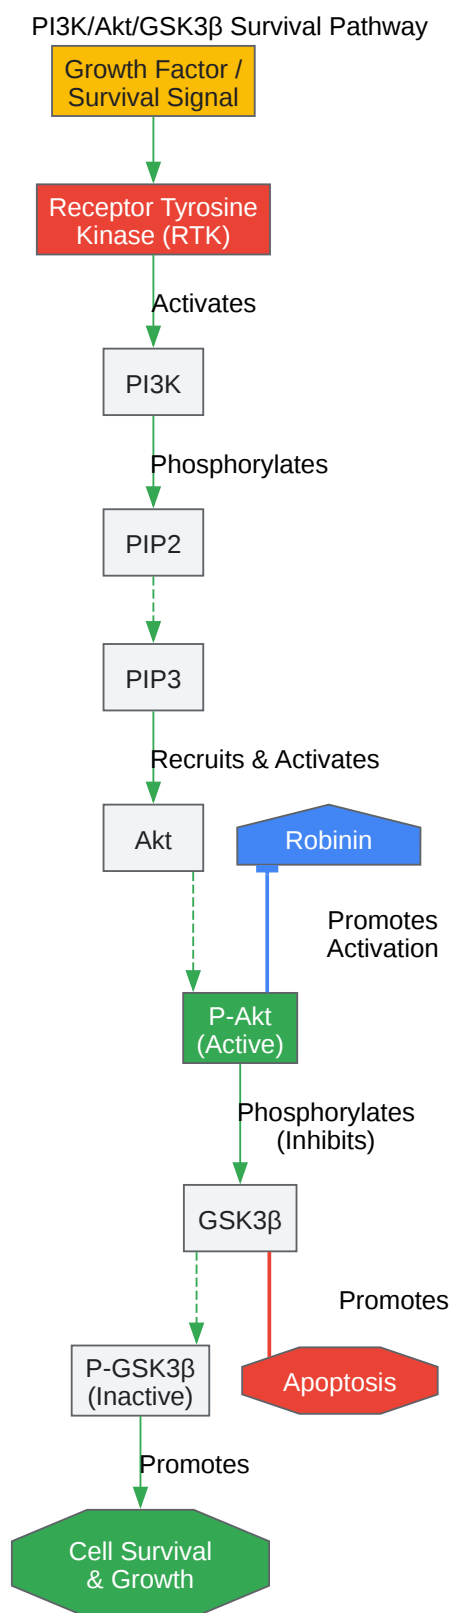 PI3K/Akt/GSK3β Survival Pathway
Growth Factor /
Survival Signal
Receptor Tyrosine
Kinase (RTK)
Activates
PI3K
Phosphorylates
PIP2
PIP3
Recruits & Activates
Akt
Robinin
Promotes
Activation
P-Akt
(Active)
Phosphorylates
(Inhibits)
GSK3β
Promotes
P-GSK3β
(Inactive)
Apoptosis
Promotes
Cell Survival
& Growth